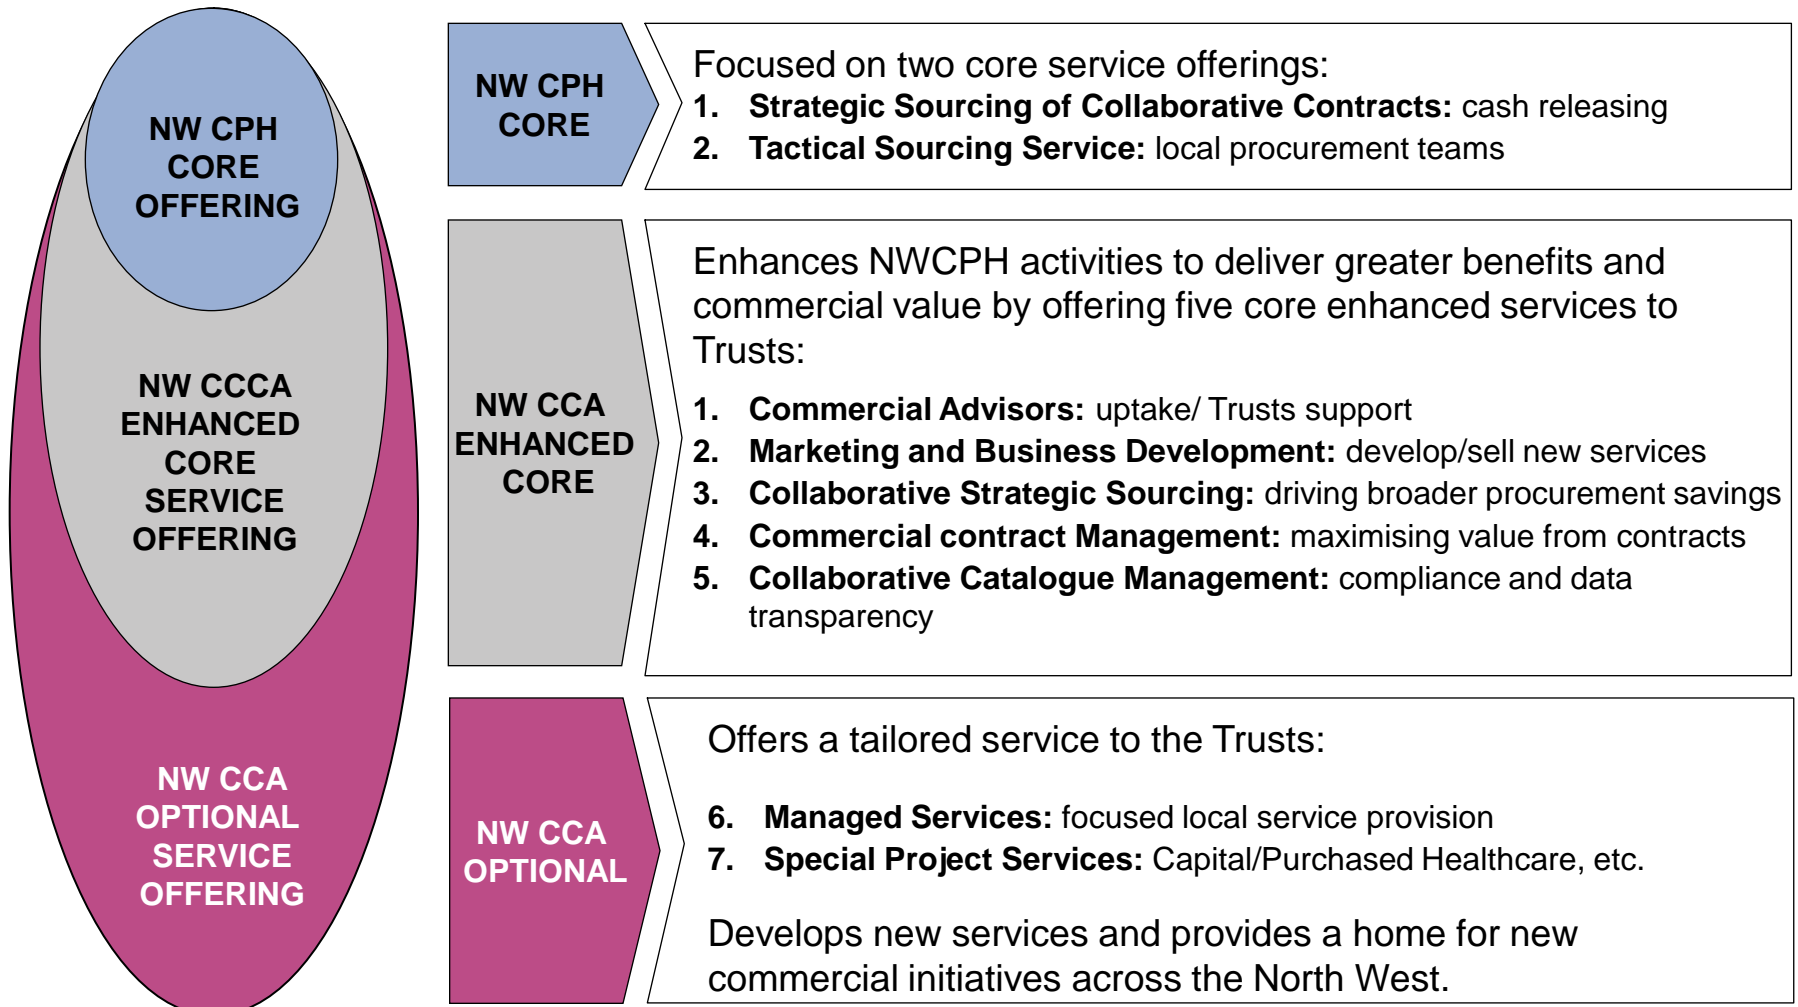 NW CPH
CORE
OFFERING
NW CCCA
ENHANCED
CORE
SERVICE
OFFERING
NW CCA
OPTIONAL
SERVICE
OFFERING
NW CPH
CORE
Focused on two core service offerings:
1. Strategic Sourcing of Collaborative Contracts: cash releasing
2. Tactical Sourcing Service: local procurement teams
NW CCA
ENHANCED
CORE
Enhances NWCPH activities to deliver greater benefits and
commercial value by offering five core enhanced services to
Trusts:
1. Commercial Advisors: uptake/ Trusts support
2. Marketing and Business Development: develop/sell new services
3. Collaborative Strategic Sourcing: driving broader procurement savings
4. Commercial contract Management: maximising value from contracts
5. Collaborative Catalogue Management: compliance and data
transparency
NW CCA
OPTIONAL
Offers a tailored service to the Trusts:
6. Managed Services: focused local service provision
7. Special Project Services: Capital/Purchased Healthcare, etc.
Develops new services and provides a home for new
commercial initiatives across the North West.